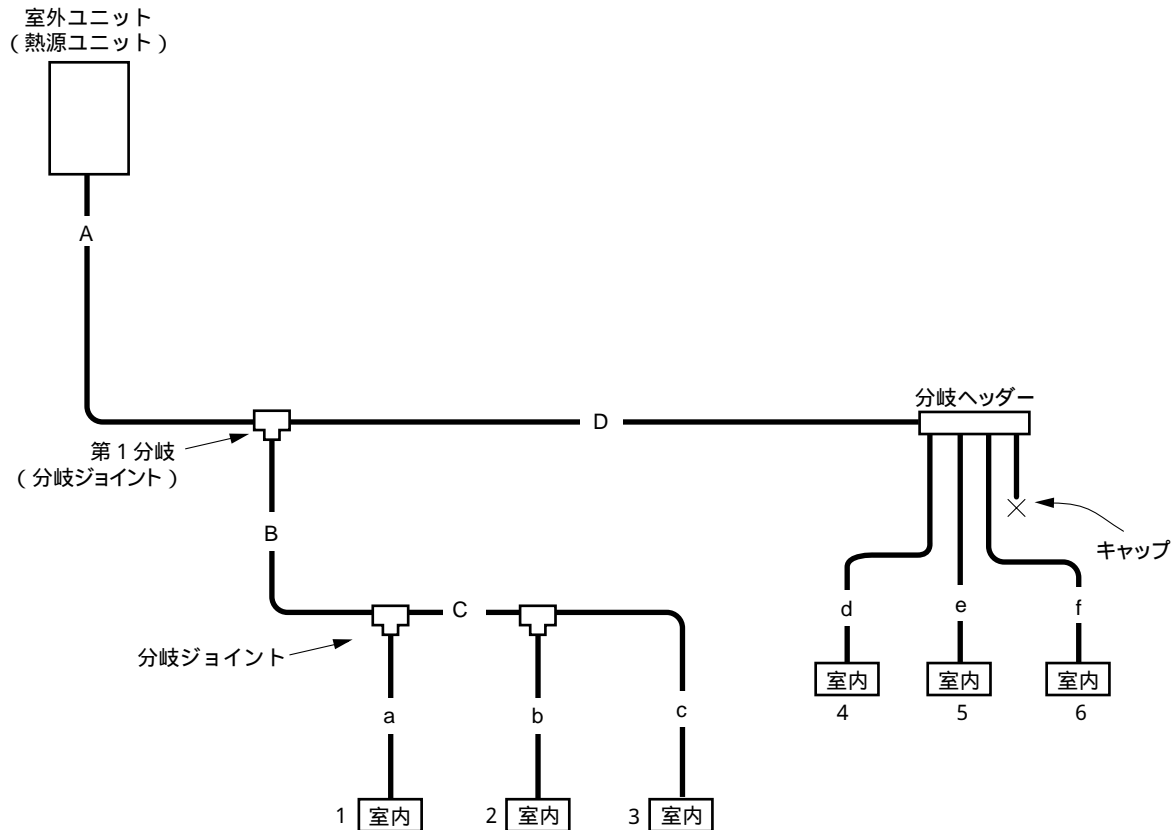 室外ユニット
(熱源ユニット)
A
分岐ヘッダー
D
第1分岐
(分岐ジョイント)
B
キャップ
C
d
e
f
分岐ジョイント
室内
室内
室内
4
5
6
a
b
c
1 室内
2 室内
3 室内